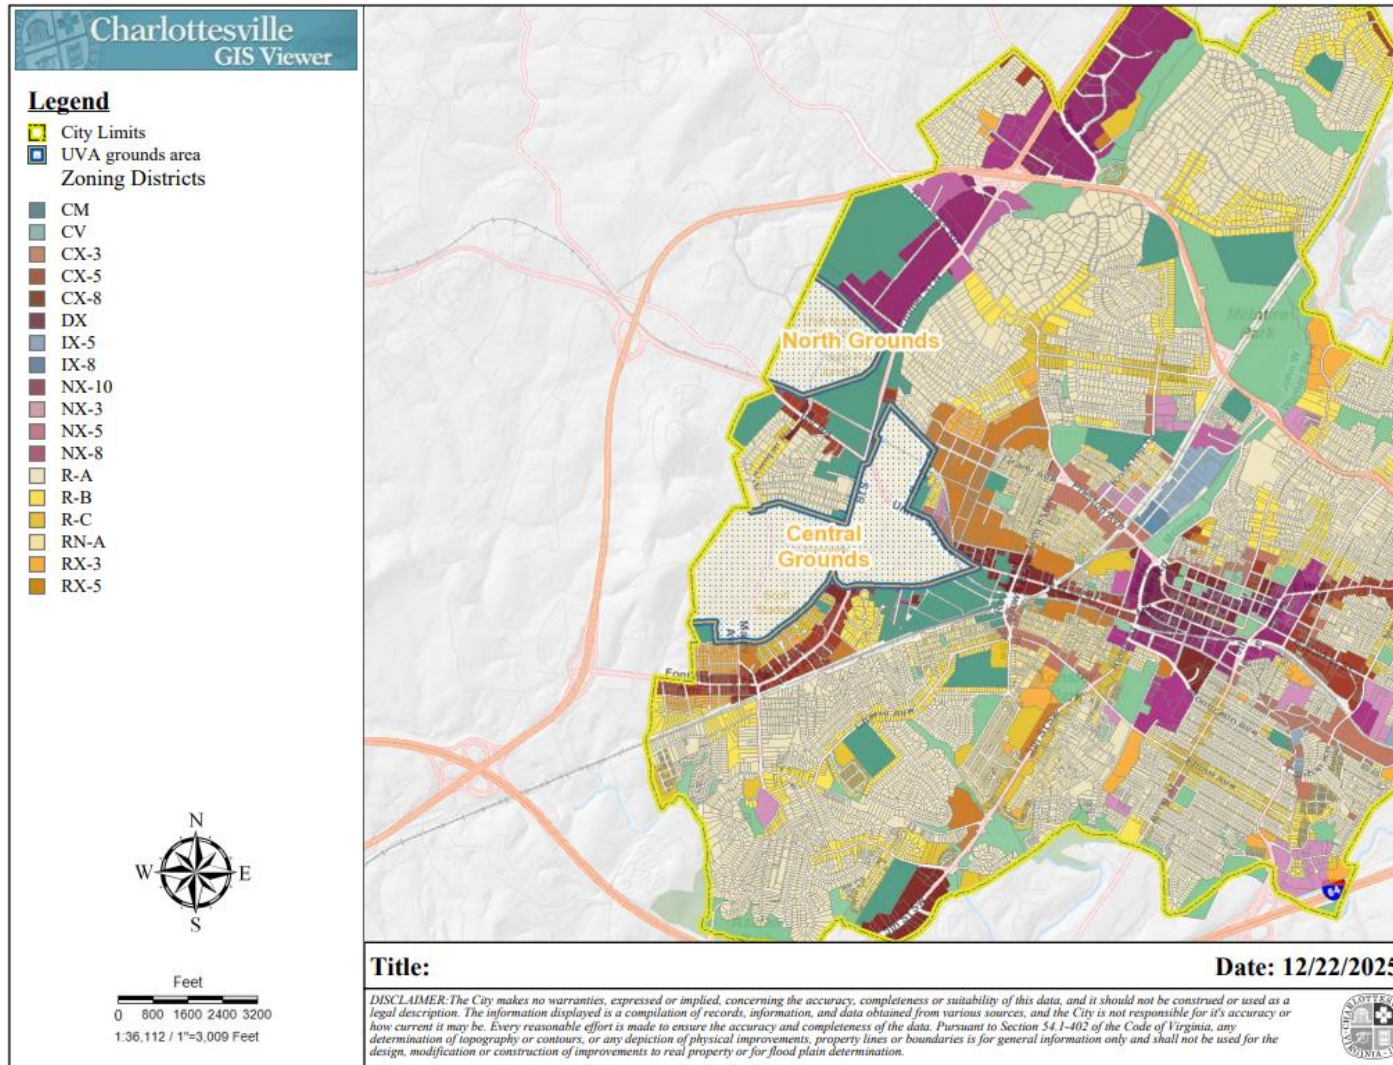 Charlottesville
GIS Viewer
Legend
City Limits
UVA grounds area
Zoning Districts
CM
CV
CX-3
CX-5
CX-8
DX
IX-5
IX-8
NX-10
NX-3
NX-5
NX-8
R-A
R-B
R-C
RN-A
RX-3
RX-5
N
W
E
S
Feet
0 800 1600 2400 3200
1:36,112 / 1"=3,009 Feet
North Grounds
McIntire
Park
Central
Grounds
64
Title:
Date: 12/22/2025
DISCLAIMER:The City makes no warranties, expressed or implied, concerning the accuracy, completeness or suitability of this data, and it should not be construed or used as a
legal description. The information displayed is a compilation of records, information, and data obtained from various sources, and the City is not responsible for it's accuracy or
how current it may be. Every reasonable effort is made to ensure the accuracy and completeness of the data. Pursuant to Section 54.1-402 of the Code of Virginia, any
determination of topography or contours, or any depiction of physical improvements, property lines or boundaries is for general information only and shall not be used for the
design, modification or construction of improvements to real property or for flood plain determination.